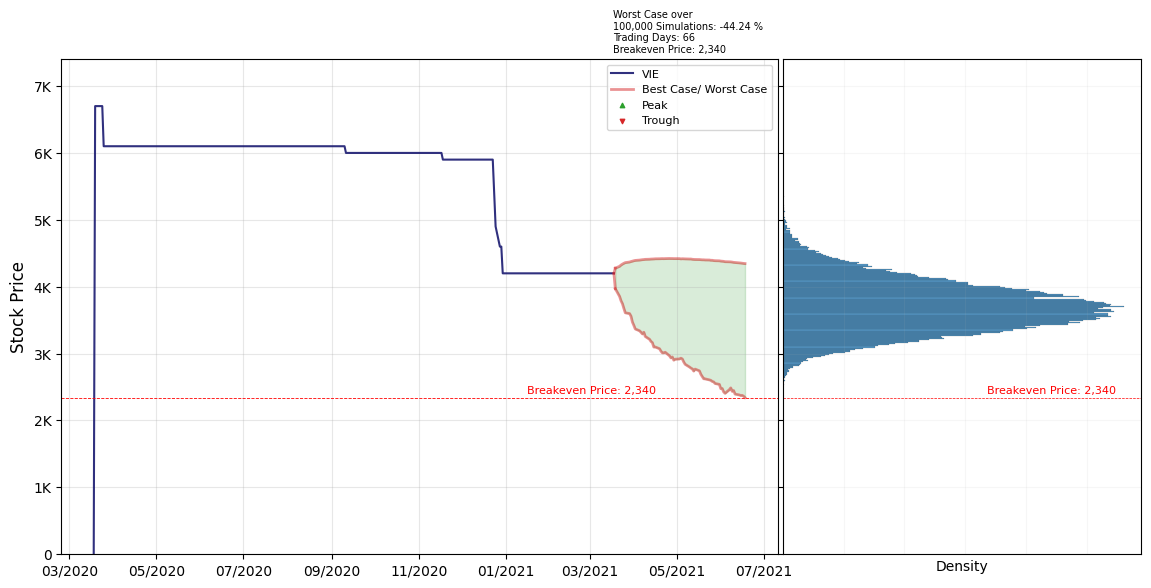 Worst Case over
100,000 Simulations: -44.24 %
Trading Days: 66
Breakeven Price: 2,340
VIE
Best Case/ Worst Case
Peak
Trough
7K
6K
5K
4K
3K
2K
1K
0
Stock Price
Breakeven Price: 2,340
Breakeven Price: 2,340
03/2020
05/2020
07/2020
09/2020
11/2020
01/2021
03/2021
05/2021
07/2021
Density